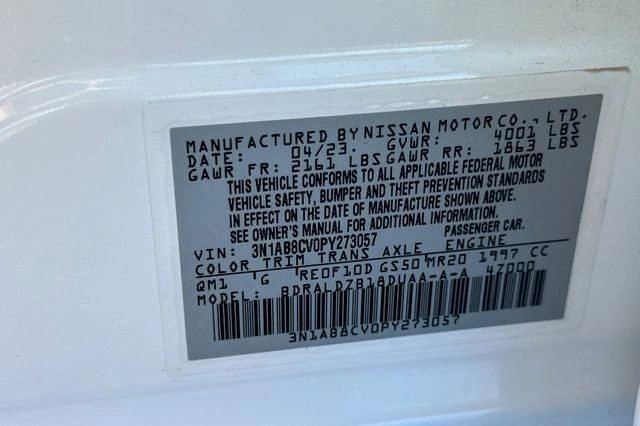 MANUFACTURED BY NISSAN MOTOR CO., LTD.
DATE: 04/23. GVWR: 4001 LBS
GAWR FR: 2161 LBS GAWR RR: 1863 LBS
THIS VEHICLE CONFORMS TO ALL APPLICABLE FEDERAL MOTOR
VEHICLE SAFETY, BUMPER AND THEFT PREVENTION STANDARDS
IN EFFECT ON THE DATE OF MANUFACTURE SHOWN ABOVE.
SEE OWNER'S MANUAL FOR ADDITIONAL INFORMATION.
VIN: 3N1AB8CV0PY273057 PASSENGER CAR.
COLOR TRIM TRANS AXLE ENGINE
QM1 'G RE0F10D GS50 MR20 1997 CC
MODEL: BDRALDZB18DUAA-A-A 47000
3N1AB8CV0PY273057